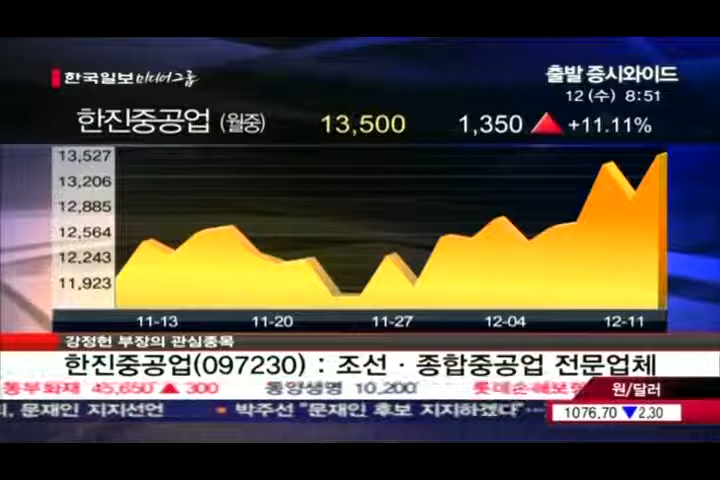 한국일보 미디어그룹
출발 증시와이드
12 (수) 8:51
한진중공업 (월중) 13,500 1,350 ▲ +11.11%
13,527
13,206
12,885
12,564
12,243
11,923
11-13 11-20 11-27 12-04 12-11
강정헌 부장의 관심종목
한진중공업(097230) : 조선 · 종합중공업 전문업체
동부화재 45,650 ▲ 300 동양생명 10,200 롯데손해보험
원/달러
, 문재인 지지선언 ▪ 박주선 "문재인 후보 지지하겠다"…
1076.70 ▼2.30